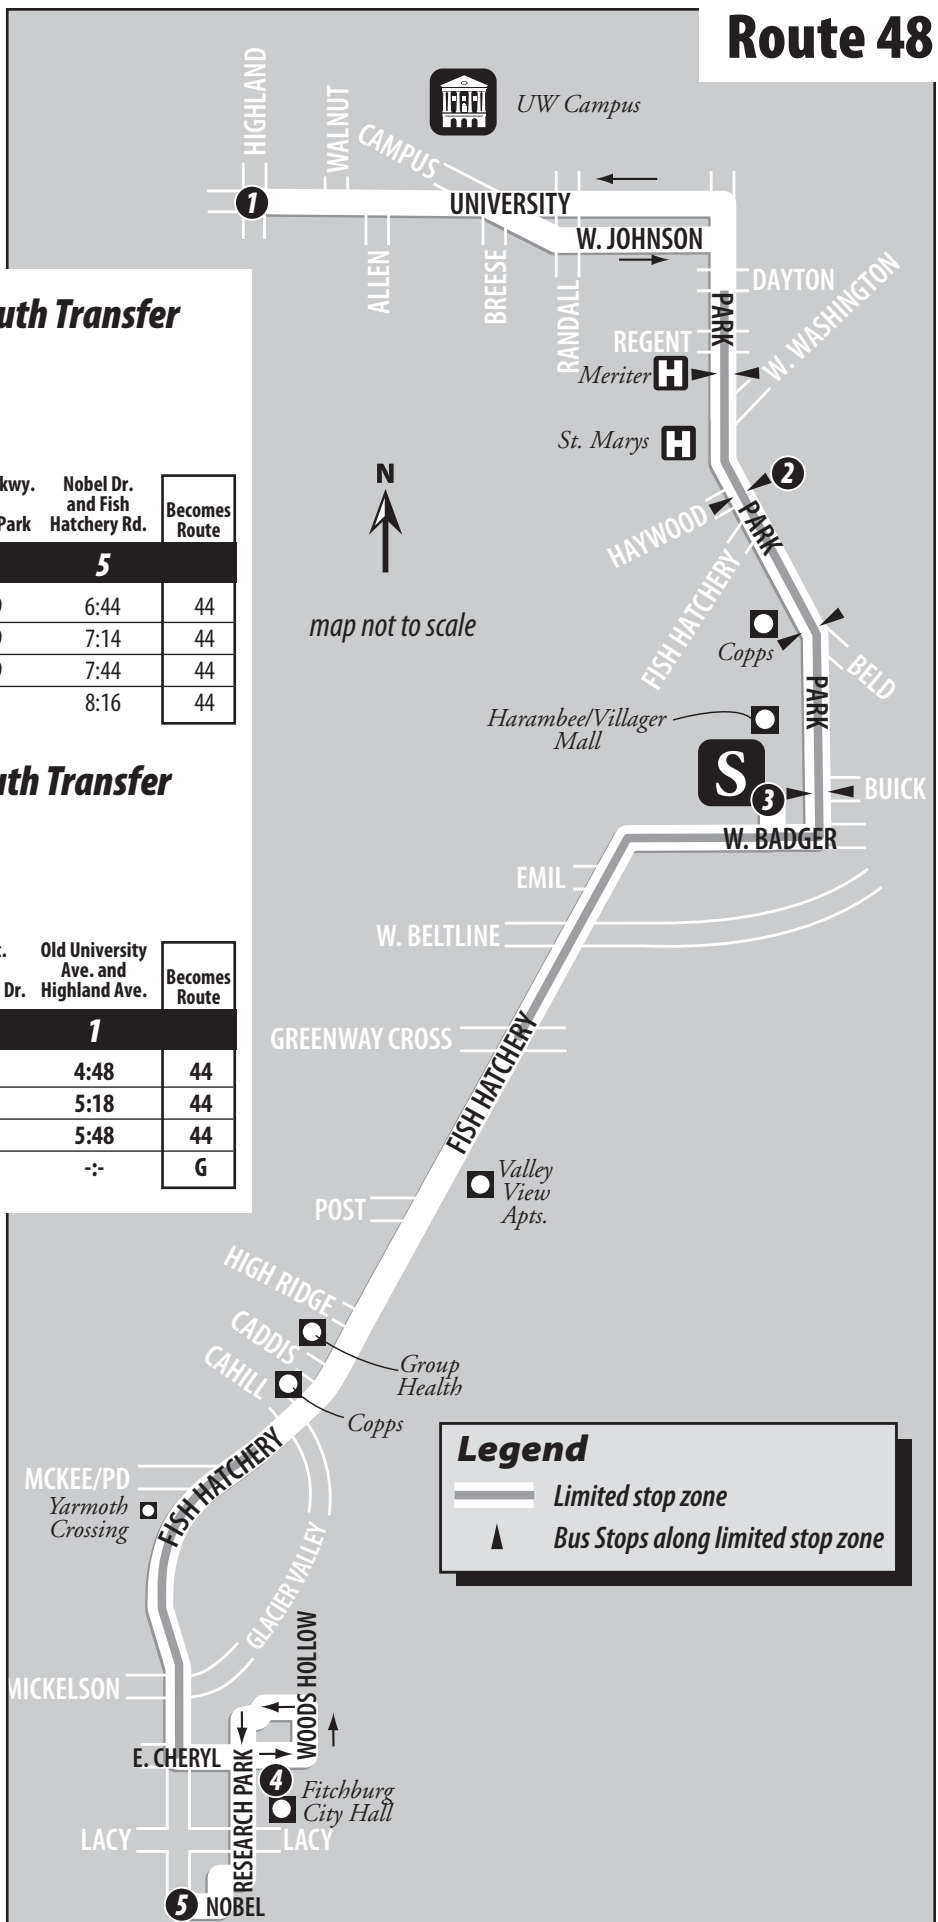 Route 48
UW Campus
HIGHLAND
WALNUT
CAMPUS
1
UNIVERSITY
W. JOHNSON
ALLEN
BREESE
RANDALL
DAYTON
PARK
W. WASHINGTON
REGENT
Meriter H
St. Marys H
2
HAYWOOD
PARK
FISH HATCHERY
N
map not to scale
Copps
BELD
PARK
Harambee/Villager
Mall
S
3
BUICK
W. BADGER
EMIL
W. BELTLINE
GREENWAY CROSS
FISH HATCHERY
Valley
View
Apts.
POST
HIGH RIDGE
CADDIS
CAHILL
Group
Health
Copps
FISH HATCHERY
MCKEE/PD
Yarmoth
Crossing
GLACIER VALLEY
MICKELSON
WOODS HOLLOW
E. CHERYL
RESEARCH PARK
4
Fitchburg
City Hall
LACY
LACY
5
NOBEL
Legend
Limited stop zone
Bus Stops along limited stop zone
Transfer
Park
Nobel Dr.
and Fish
Hatchery Rd.
Becomes
Route
5
6:44 44
7:14 44
7:44 44
8:16 44
Transfer
Dr.
Old University
Ave. and
Highland Ave.
Becomes
Route
1
4:48 44
5:18 44
5:48 44
-:- G